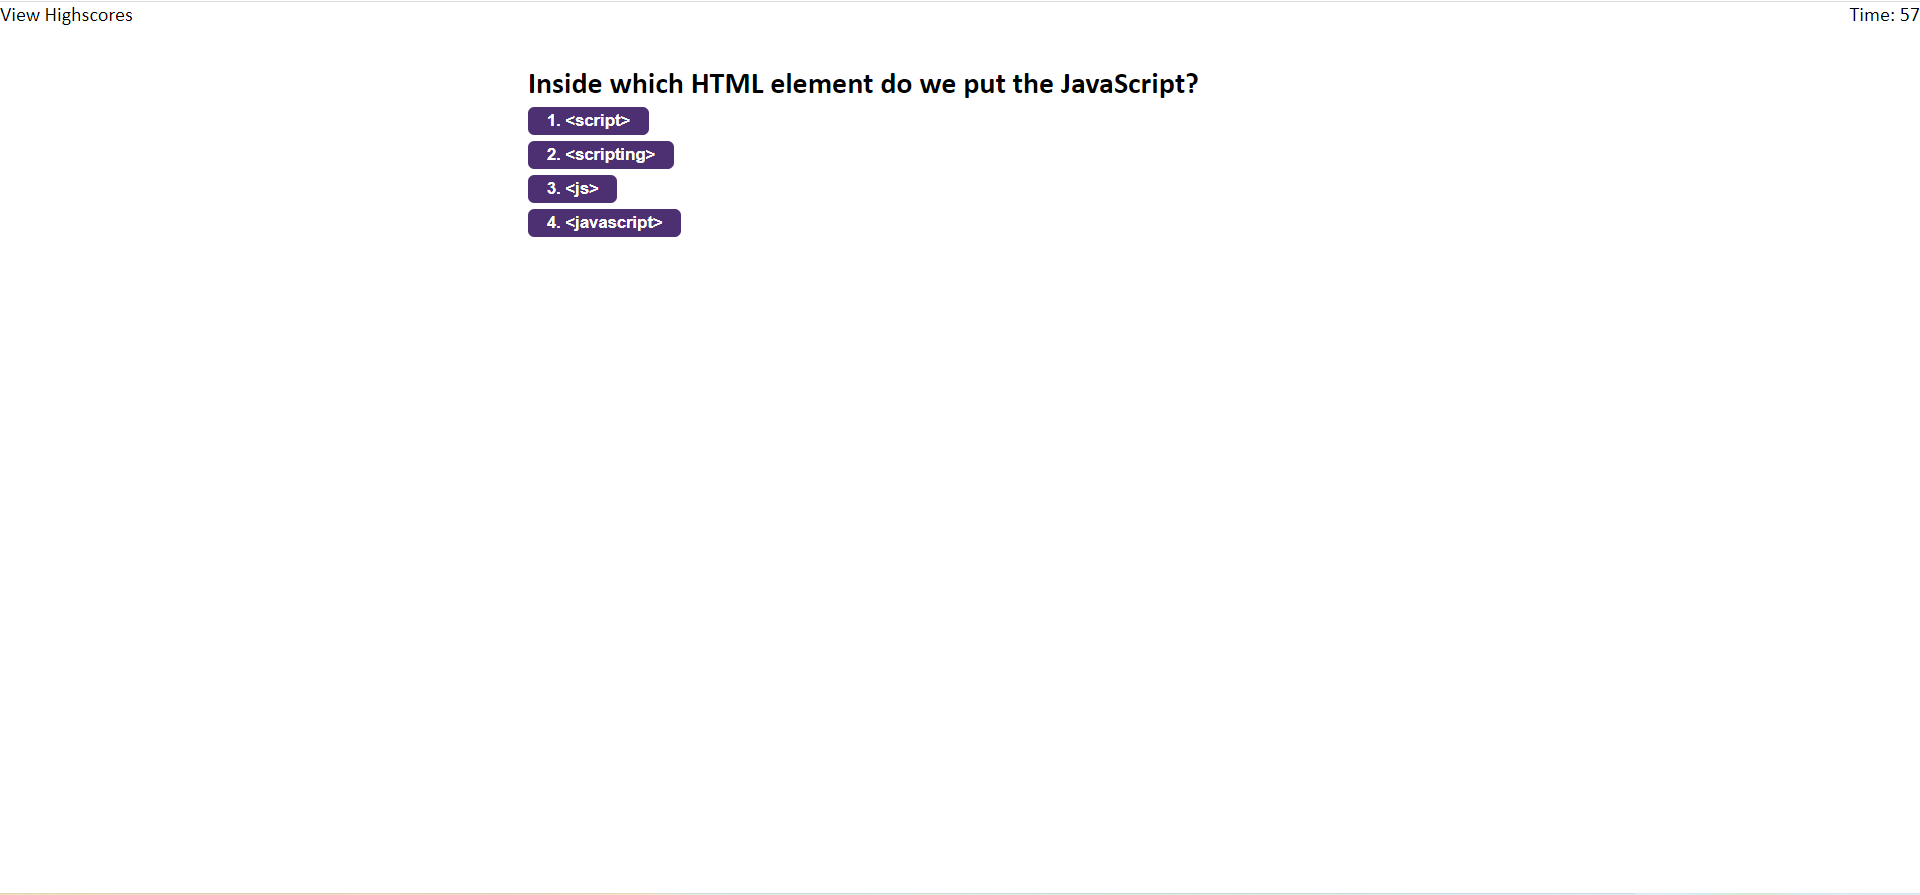 View Highscores
Time: 57
Inside which HTML element do we put the JavaScript?
1. <script>
2. <scripting>
3. <js>
4. <javascript>